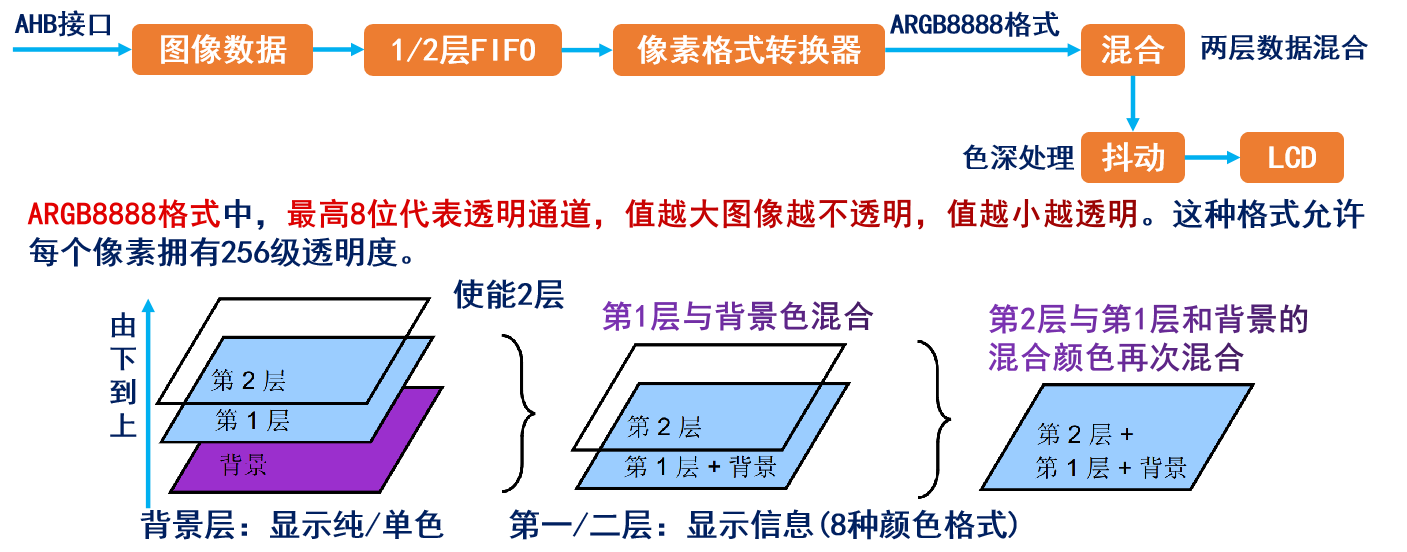 AHB接口
图像数据
1/2层FIFO
像素格式转换器
ARGB8888格式
混合
两层数据混合
色深处理
抖动
LCD
ARGB8888格式中，最高8位代表透明通道，值越大图像越不透明，值越小越透明。这种格式允许
每个像素拥有256级透明度。
由
下
到
上
使能2层
第 2 层
第 1 层
背景
第1层与背景色混合
第 2 层
第 1 层 + 背景
第2层与第1层和背景的
混合颜色再次混合
第 2 层 +
第 1 层 + 背景
背景层：显示纯/单色
第一/二层：显示信息(8种颜色格式)